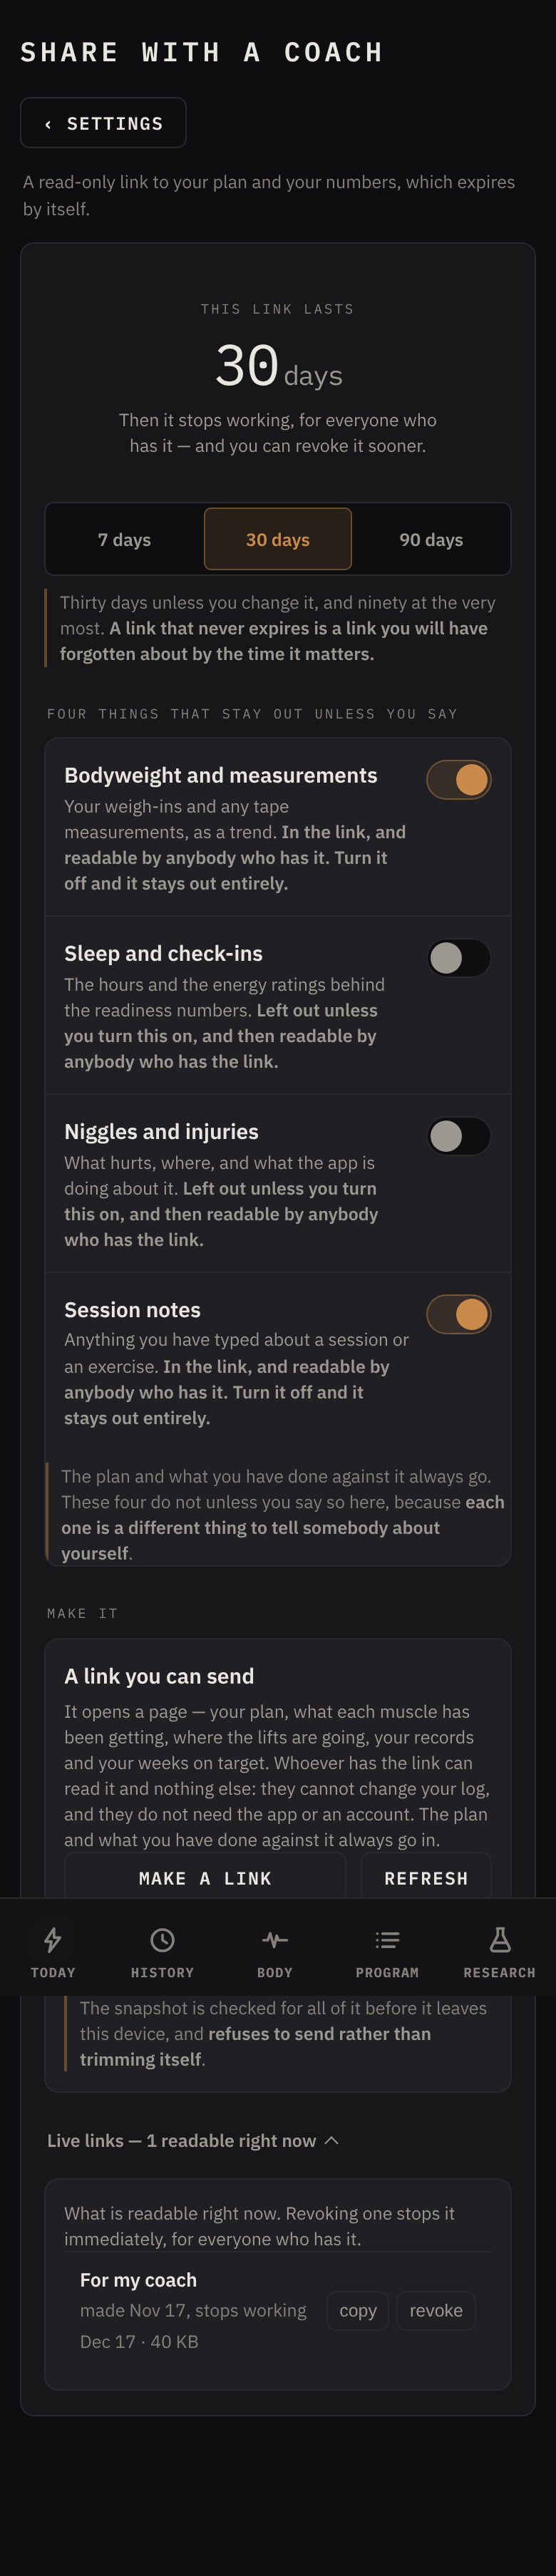 SHARE WITH A COACH
‹ SETTINGS
A read-only link to your plan and your numbers, which expires
by itself.
THIS LINK LASTS
30 days
Then it stops working, for everyone who
has it — and you can revoke it sooner.
7 days 30 days 90 days
Thirty days unless you change it, and ninety at the very
most. A link that never expires is a link you will have
forgotten about by the time it matters.
FOUR THINGS THAT STAY OUT UNLESS YOU SAY
Bodyweight and measurements
Your weigh-ins and any tape
measurements, as a trend. In the link, and
readable by anybody who has it. Turn it
off and it stays out entirely.
Sleep and check-ins
The hours and the energy ratings behind
the readiness numbers. Left out unless
you turn this on, and then readable by
anybody who has the link.
Niggles and injuries
What hurts, where, and what the app is
doing about it. Left out unless you turn
this on, and then readable by anybody
who has the link.
Session notes
Anything you have typed about a session or
an exercise. In the link, and readable by
anybody who has it. Turn it off and it
stays out entirely.
The plan and what you have done against it always go.
These four do not unless you say so here, because each
one is a different thing to tell somebody about
yourself.
MAKE IT
A link you can send
It opens a page — your plan, what each muscle has
been getting, where the lifts are going, your records
and your weeks on target. Whoever has the link can
read it and nothing else: they cannot change your log,
and they do not need the app or an account. The plan
and what you have done against it always go in.
MAKE A LINK REFRESH
TODAY HISTORY BODY PROGRAM RESEARCH
The snapshot is checked for all of it before it leaves
this device, and refuses to send rather than
trimming itself.
Live links — 1 readable right now
What is readable right now. Revoking one stops it
immediately, for everyone who has it.
For my coach
made Nov 17, stops working
Dec 17 · 40 KB
copy revoke